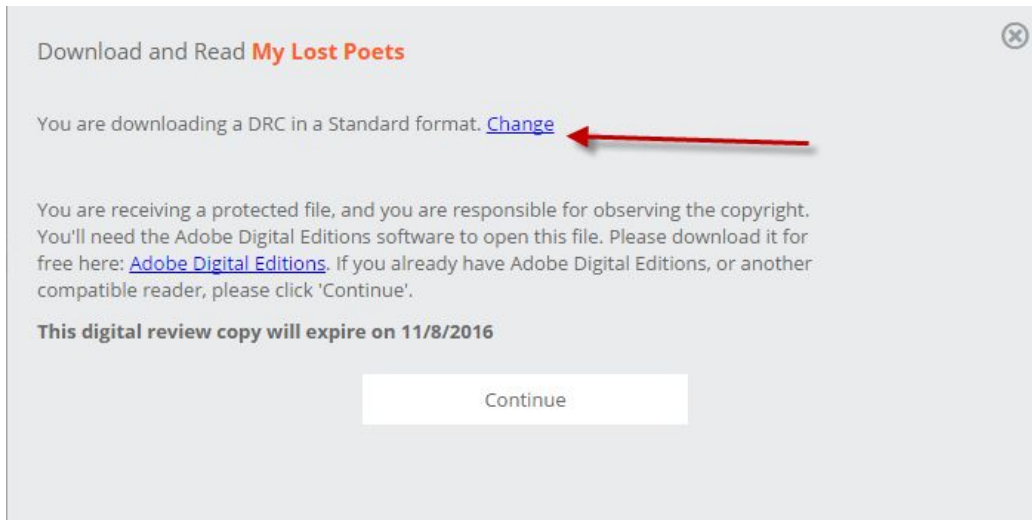 Download and Read My Lost Poets
You are downloading a DRC in a Standard format. Change
You are receiving a protected file, and you are responsible for observing the copyright.
You'll need the Adobe Digital Editions software to open this file. Please download it for
free here: Adobe Digital Editions. If you already have Adobe Digital Editions, or another
compatible reader, please click 'Continue'.
This digital review copy will expire on 11/8/2016
Continue